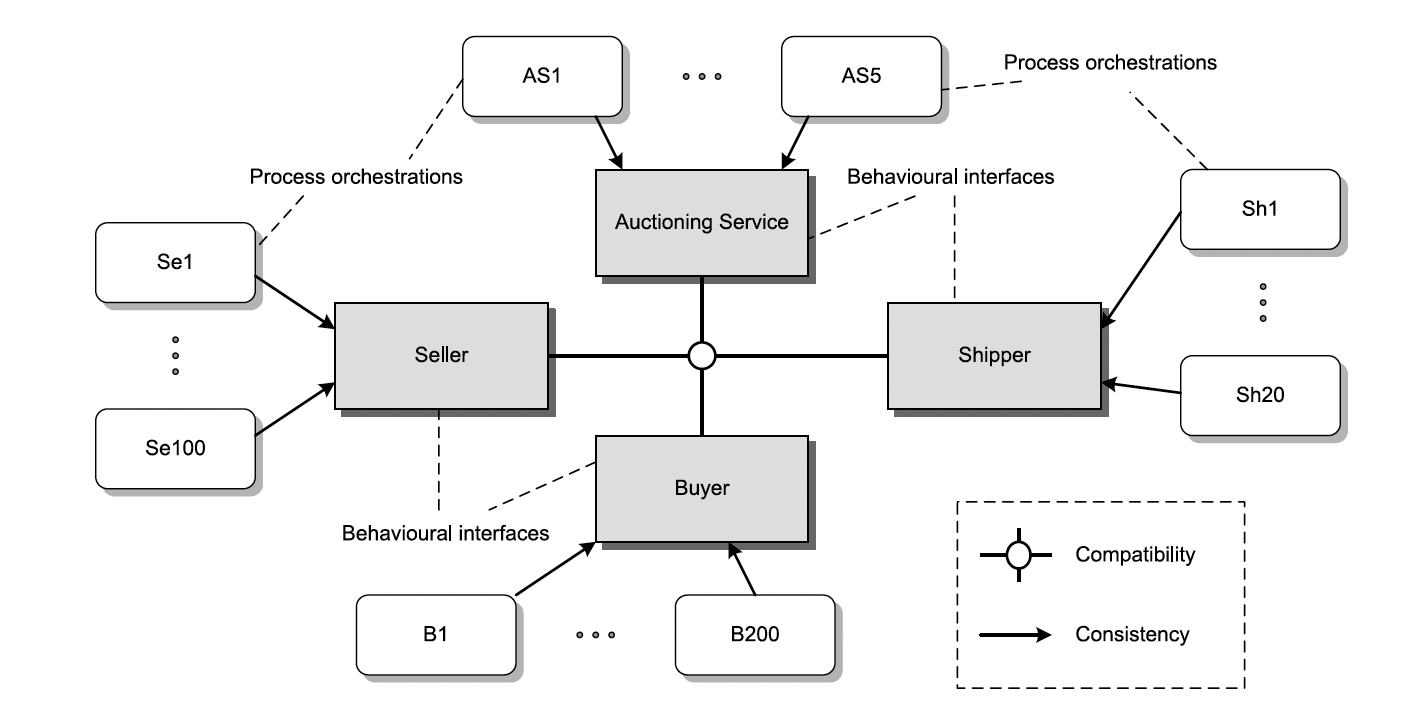 AS1
AS5
Process orchestrations
Process orchestrations
Behavioural interfaces
Auctioning Service
Sh1
Se1
Seller
Shipper
Sh20
Se100
Buyer
Behavioural interfaces
Compatibility
B1
B200
Consistency